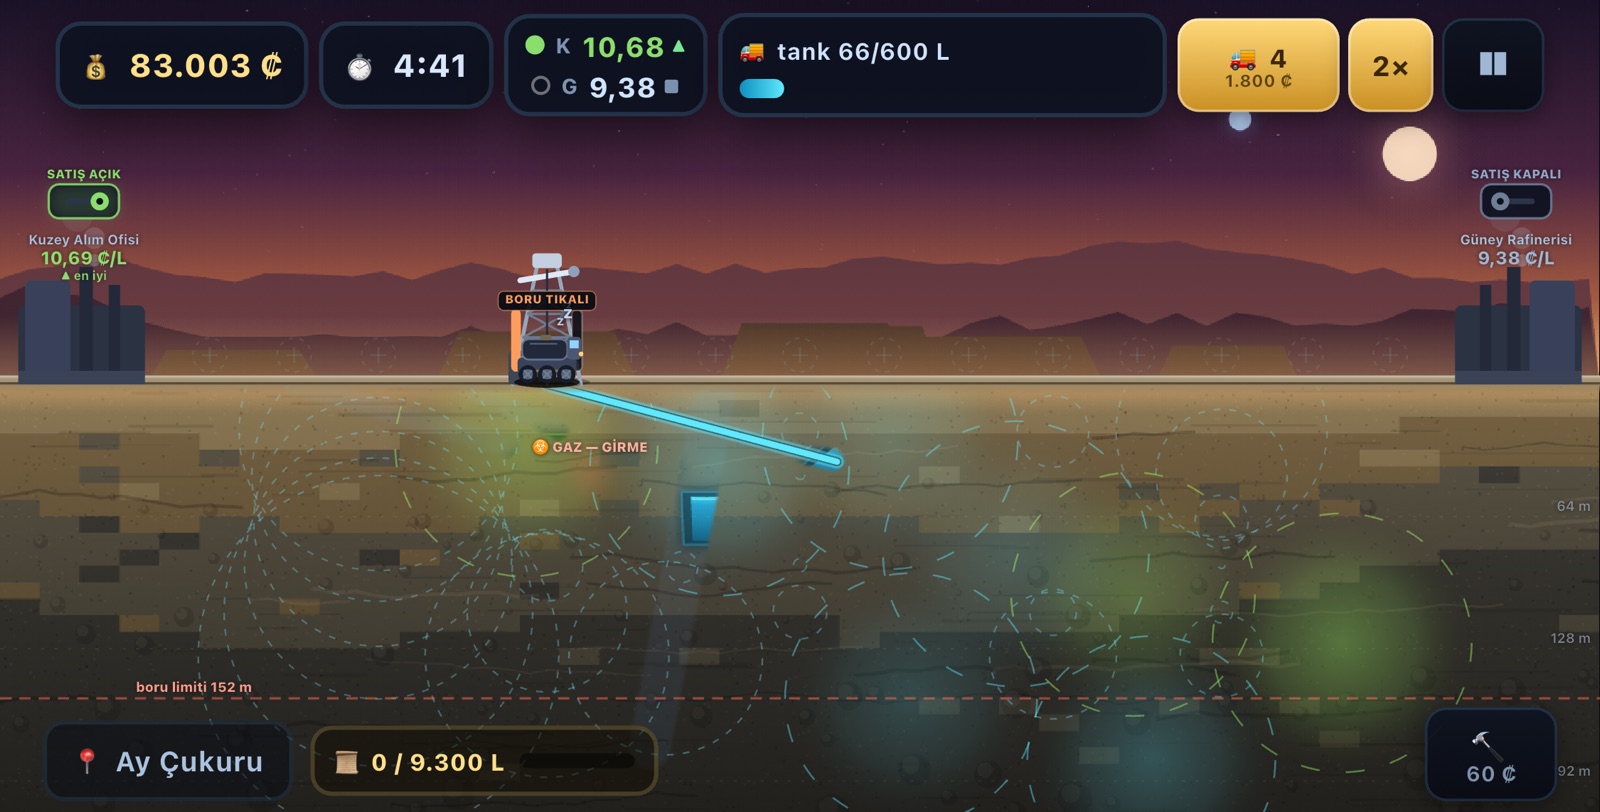 83.003 ₵
4:41
K 10,68
G 9,38
tank 66/600 L
4
1.800 ₵
2×
SATIŞ AÇIK
Kuzey Alım Ofisi
10,69 ₵/L
en iyi
SATIŞ KAPALI
Güney Rafinerisi
9,38 ₵/L
BORU TIKALI
z Z
GAZ — GİRME
64 m
128 m
boru limiti 152 m
Ay Çukuru
0 / 9.300 L
60 ₵
92 m